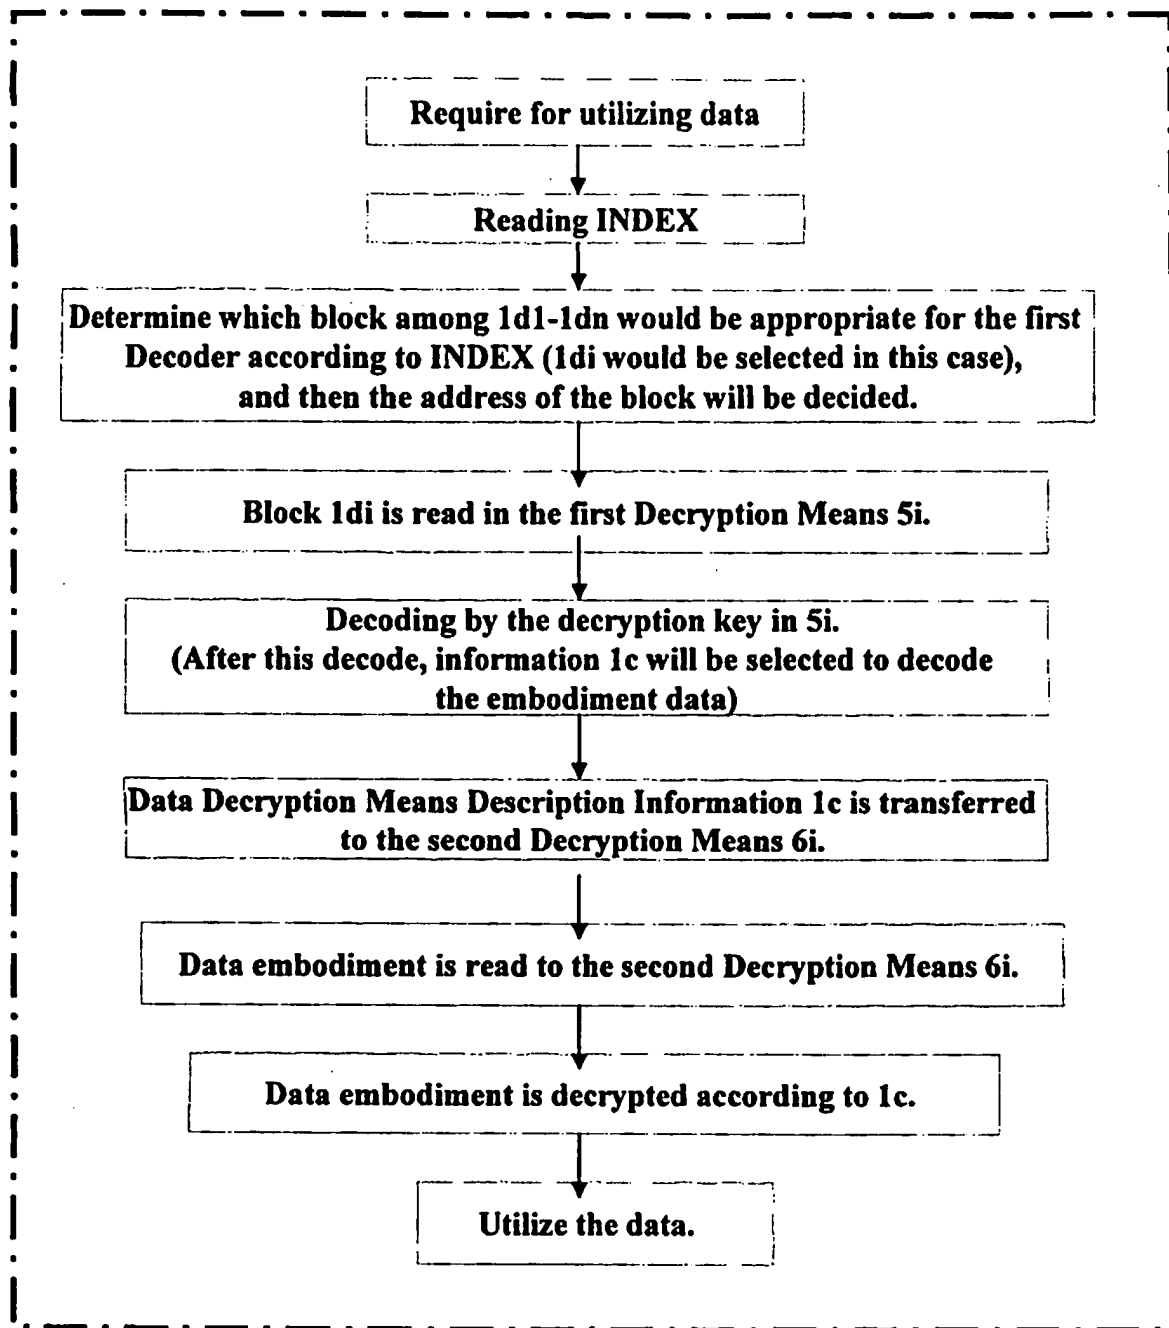 Require for utilizing data
Reading INDEX
Determine which block among 1d1-1dn would be appropriate for the first
Decoder according to INDEX (1di would be selected in this case),
and then the address of the block will be decided.
Block 1di is read in the first Decryption Means 5i.
Decoding by the decryption key in 5i.
(After this decode, information 1c will be selected to decode
the embodiment data)
Data Decryption Means Description Information 1c is transferred
to the second Decryption Means 6i.
Data embodiment is read to the second Decryption Means 6i.
Data embodiment is decrypted according to 1c.
Utilize the data.